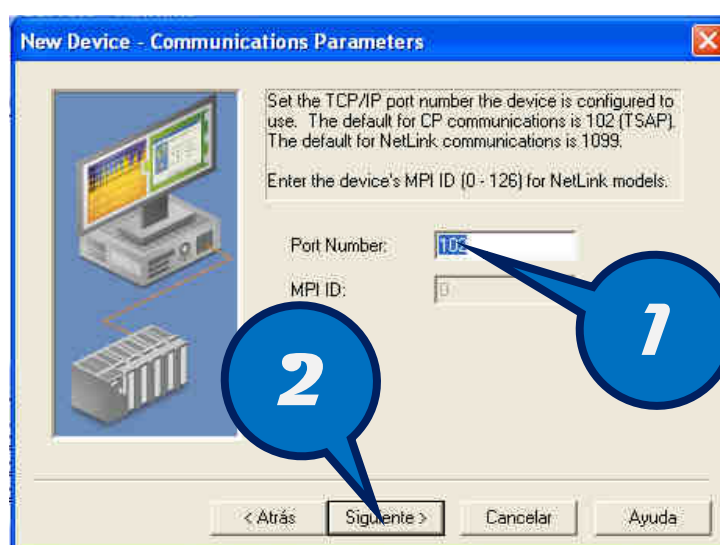 New Device - Communications Parameters
Set the TCP/IP port number the device is configured to
use. The default for CP communications is 102 (TSAP).
The default for NetLink communications is 1099.
Enter the device's MPI ID (0 - 126) for NetLink models.
Port Number: 102
MPI ID: 0
1
2
< Atrás Siguiente > Cancelar Ayuda